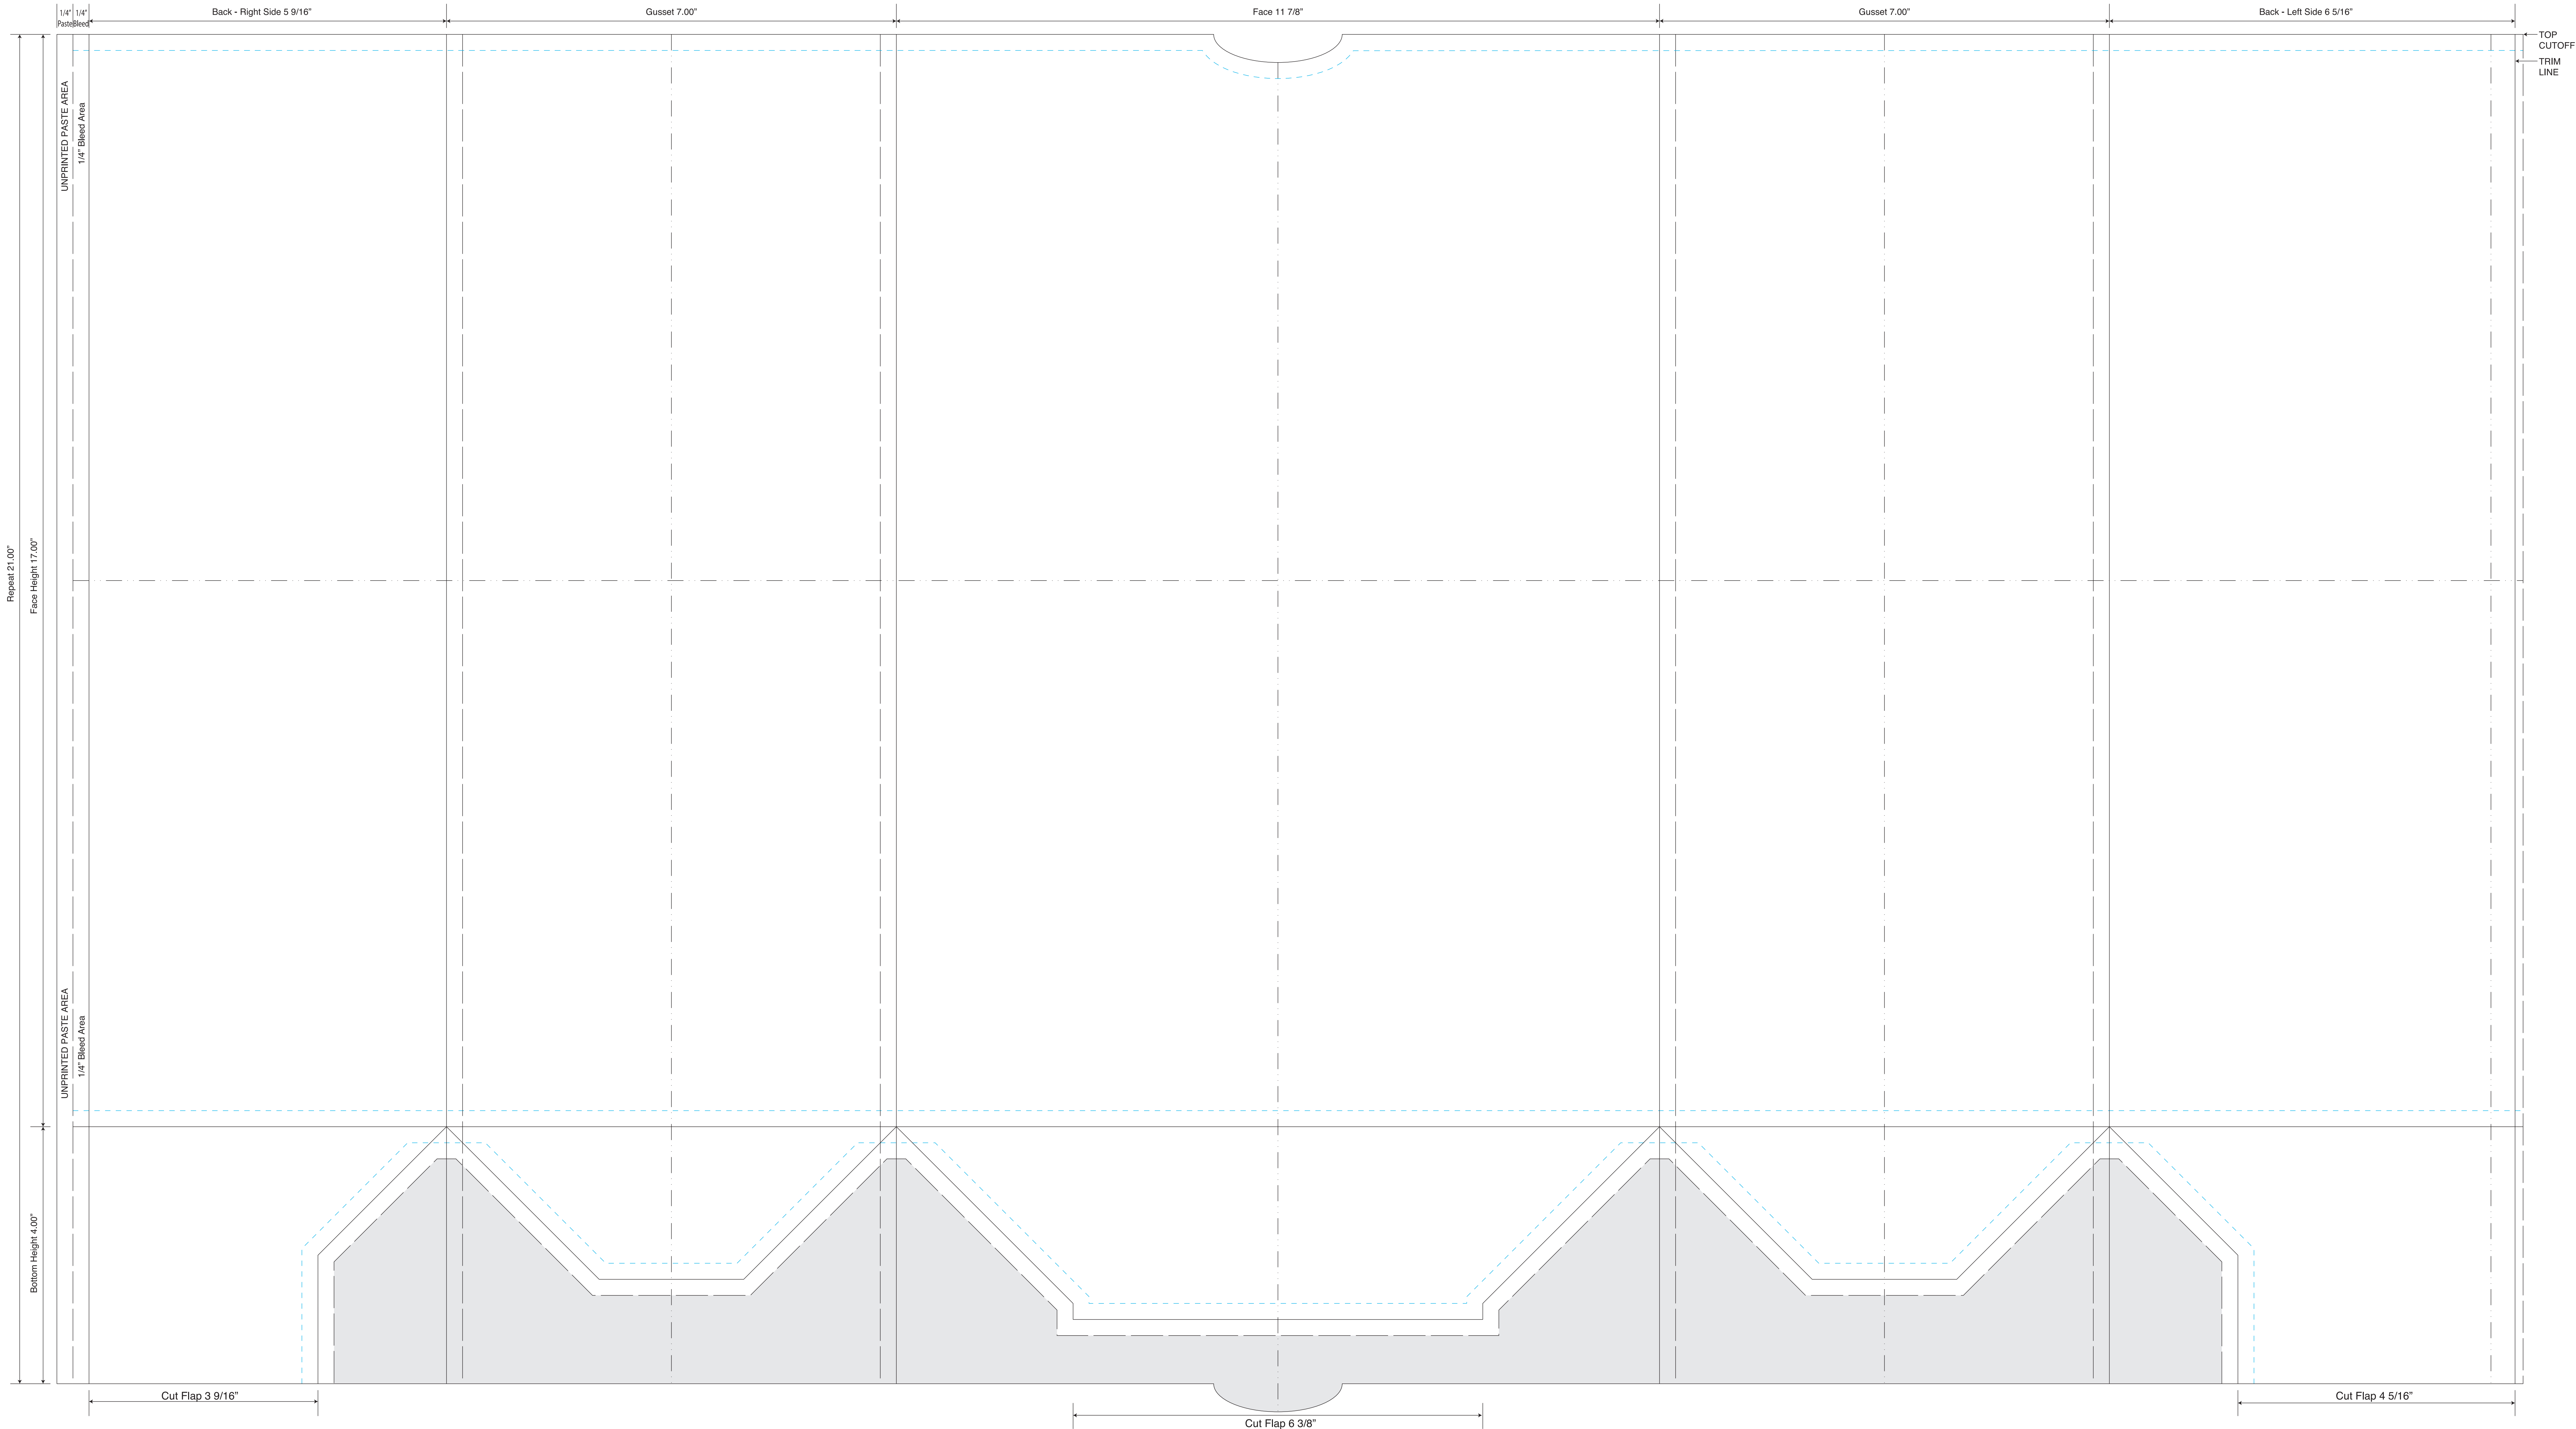 1/4" 1/4"
Paste Bleed
Back - Right Side 5 9/16"
Gusset 7.00"
Face 11 7/8"
Gusset 7.00"
Back - Left Side 6 5/16"
TOP
CUTOFF
TRIM
LINE
UNPRINTED PASTE AREA
1/4" Bleed Area
Repeat 21.00"
Face Height 17.00"
UNPRINTED PASTE AREA
1/4" Bleed Area
Bottom Height 4.00"
Cut Flap 3 9/16"
Cut Flap 6 3/8"
Cut Flap 4 5/16"